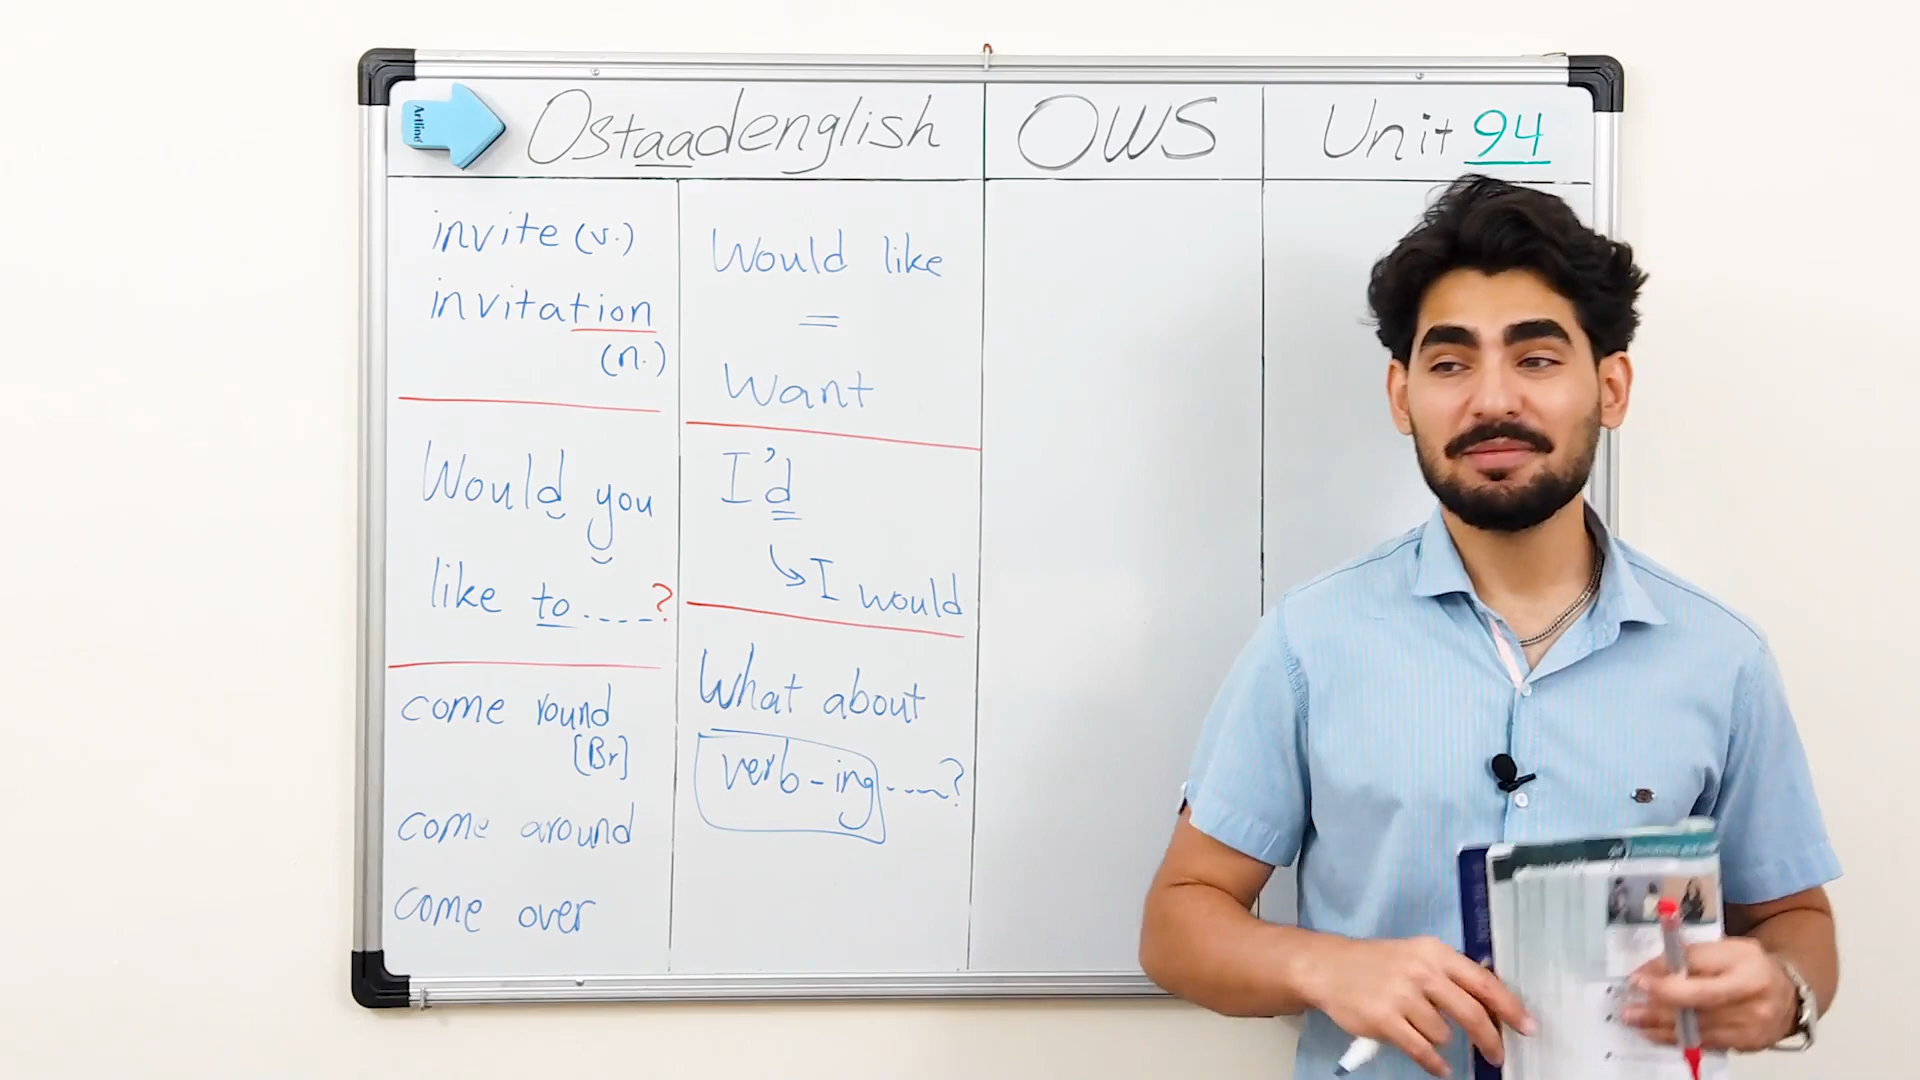 Artline
Ostaadenglish
OWS
Unit 94
invite (v.)
invitation
(n.)
Would you
like to ....?
come round
[Br]
come around
come over
Would like
=
Want
I'd
I would
What about
verb-ing ....?